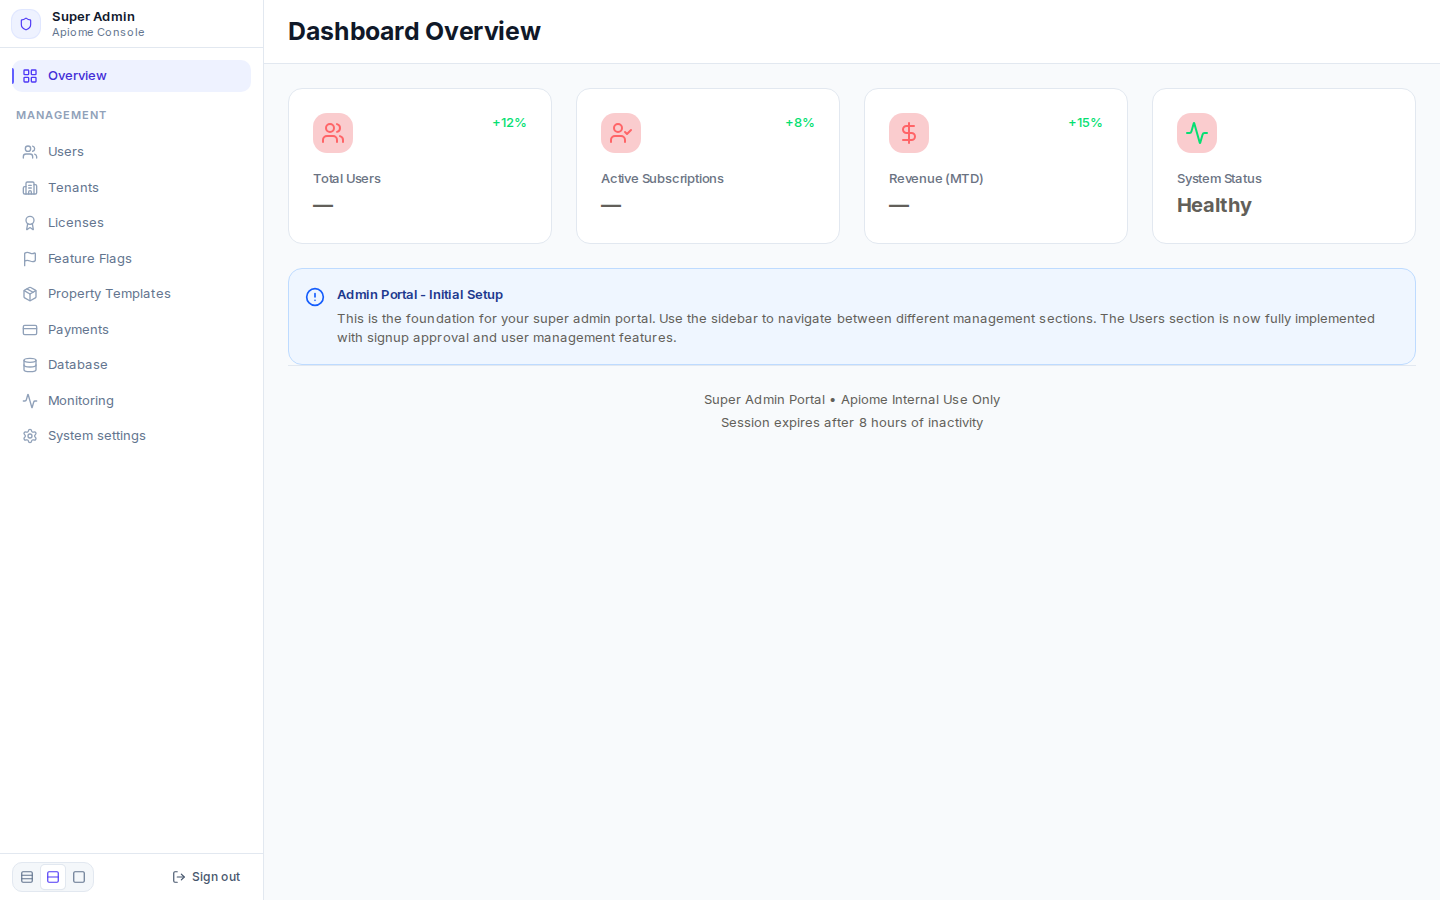 Super Admin
Apiome Console
Overview
MANAGEMENT
Users
Tenants
Licenses
Feature Flags
Property Templates
Payments
Database
Monitoring
System settings
Sign out
Dashboard Overview
+12%
Total Users
—
+8%
Active Subscriptions
—
+15%
Revenue (MTD)
—
System Status
Healthy
Admin Portal - Initial Setup
This is the foundation for your super admin portal. Use the sidebar to navigate between different management sections. The Users section is now fully implemented
with signup approval and user management features.
Super Admin Portal • Apiome Internal Use Only
Session expires after 8 hours of inactivity